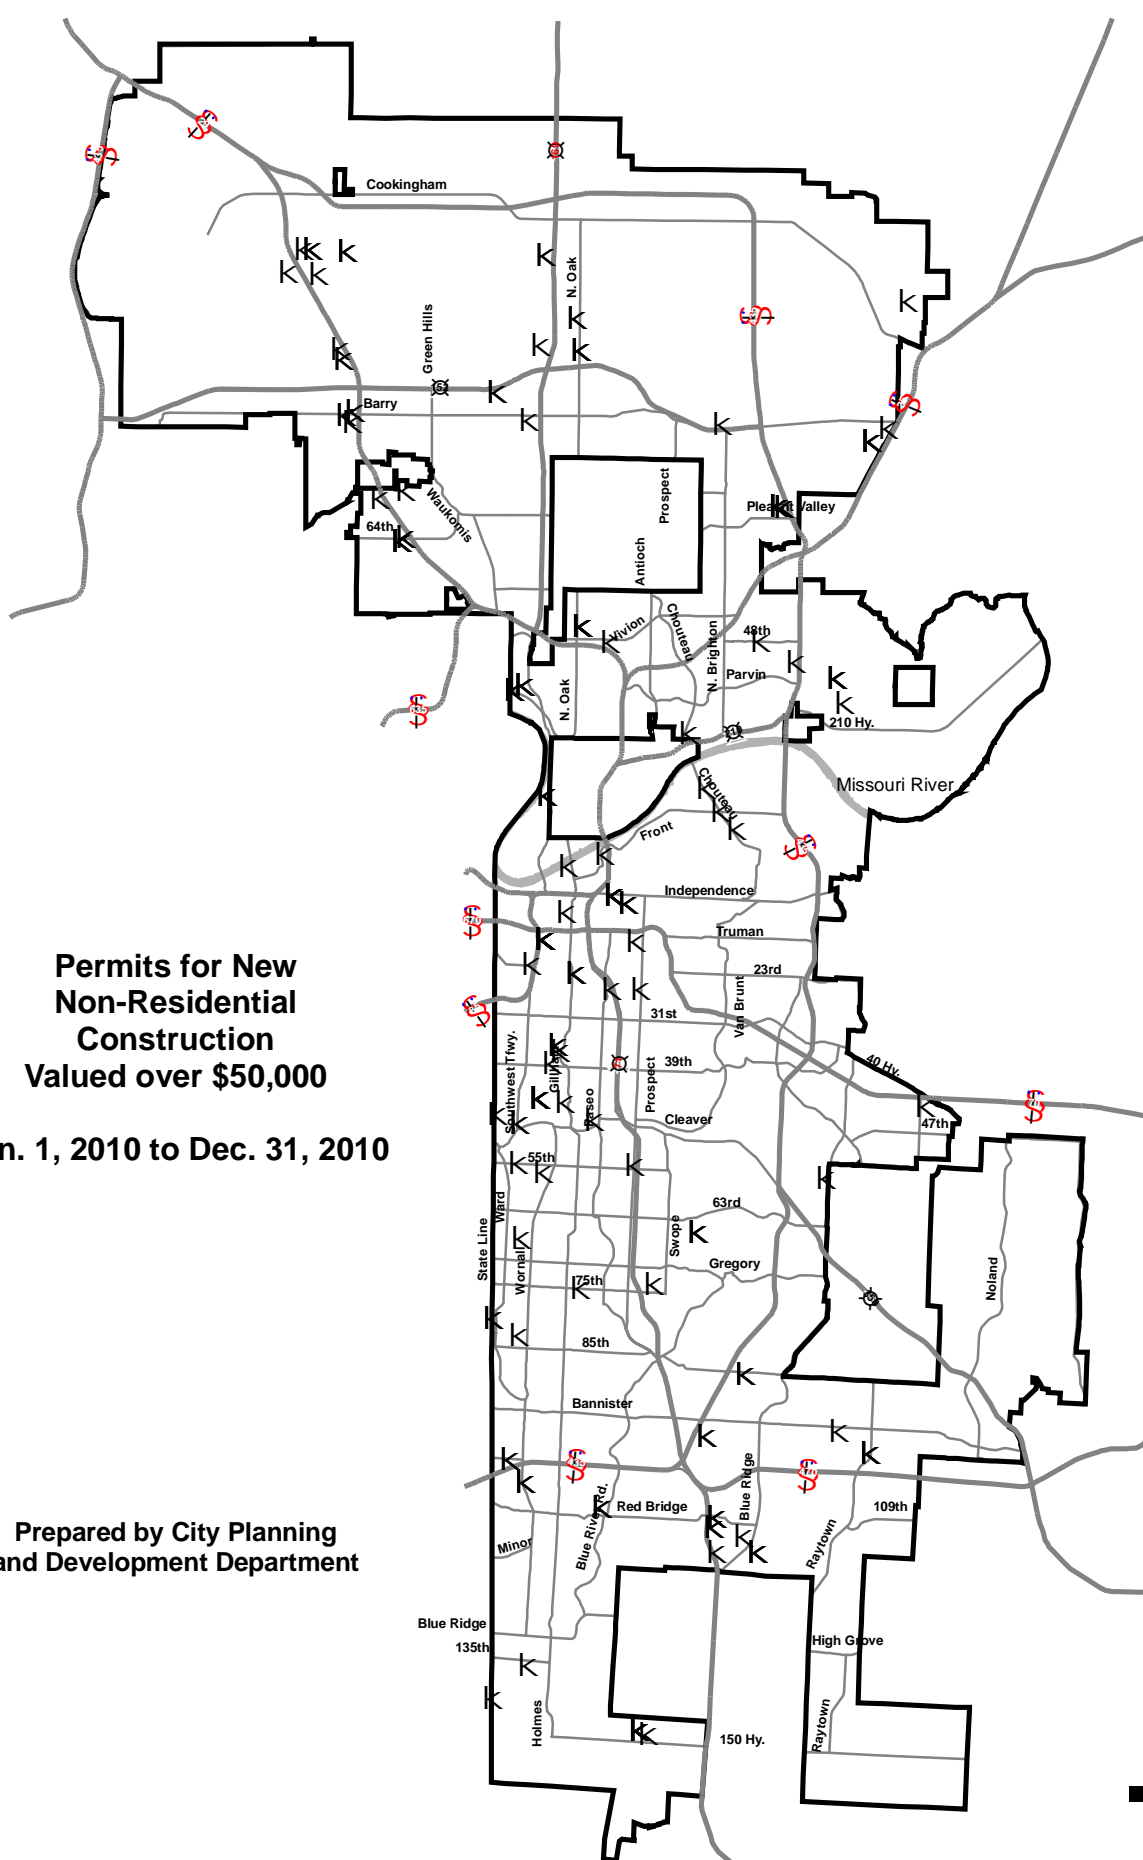 Cookingham
N. Oak
Green Hills
152
Barry
Waukomis
64th
Prospect
Antioch
Pleasant Valley
Chouteau
Vivion
48th
N. Brighton
Parvin
N. Oak
210 Hy.
Missouri River
Chouteau
Front
Independence
Truman
23rd
Van Brunt
31st
Southwest Tfwy.
Gillham
39th
Prospect
Paseo
40 Hy.
Cleaver
47th
55th
Ward
63rd
State Line
Wornall
Swope
Gregory
75th
Noland
85th
Bannister
Blue Ridge
Red Bridge
109th
Blue River Rd.
Minor
Raytown
Blue Ridge
135th
High Grove
Holmes
Raytown
150 Hy.
Permits for New
Non-Residential
Construction
Valued over $50,000
n. 1, 2010 to Dec. 31, 2010
Prepared by City Planning
and Development Department